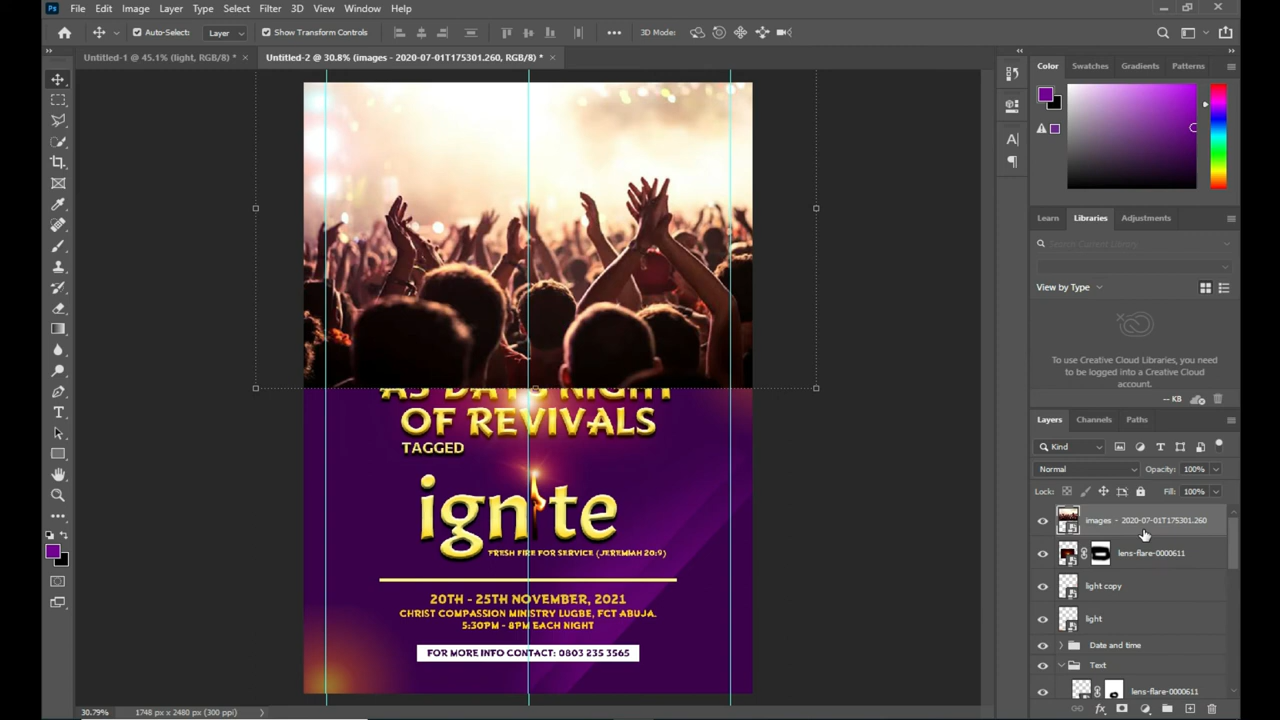 File Edit Image Layer Type Select Filter 3D View Window Help
Auto-Select: Layer Show Transform Controls 3D Mode:
Untitled-1 @ 45.1% (light, RGB/8) * × Untitled-2 @ 30.8% (images - 2020-07-01T175301.260, RGB/8) * ×
Color Swatches Gradients Patterns
Learn Libraries Adjustments
Search Current Library
View by Type
To use Creative Cloud Libraries, you need
to be logged into a Creative Cloud
account.
-- KB
Layers Channels Paths
Kind
Normal Opacity: 100%
Lock: Fill: 100%
images - 2020-07-01T175301.260
lens-flare-0000611
light copy
light
Date and time
Text
lens-flare-0000611
OF REVIVALS
TAGGED
ignite
FRESH FIRE FOR SERVICE (JEREMIAH 20:9)
20TH - 25TH NOVEMBER, 2021
CHRIST COMPASSION MINISTRY LUGBE, FCT ABUJA.
5:30PM - 8PM EACH NIGHT
FOR MORE INFO CONTACT: 0803 235 3565
30.79% 1748 px x 2480 px (300 ppi)